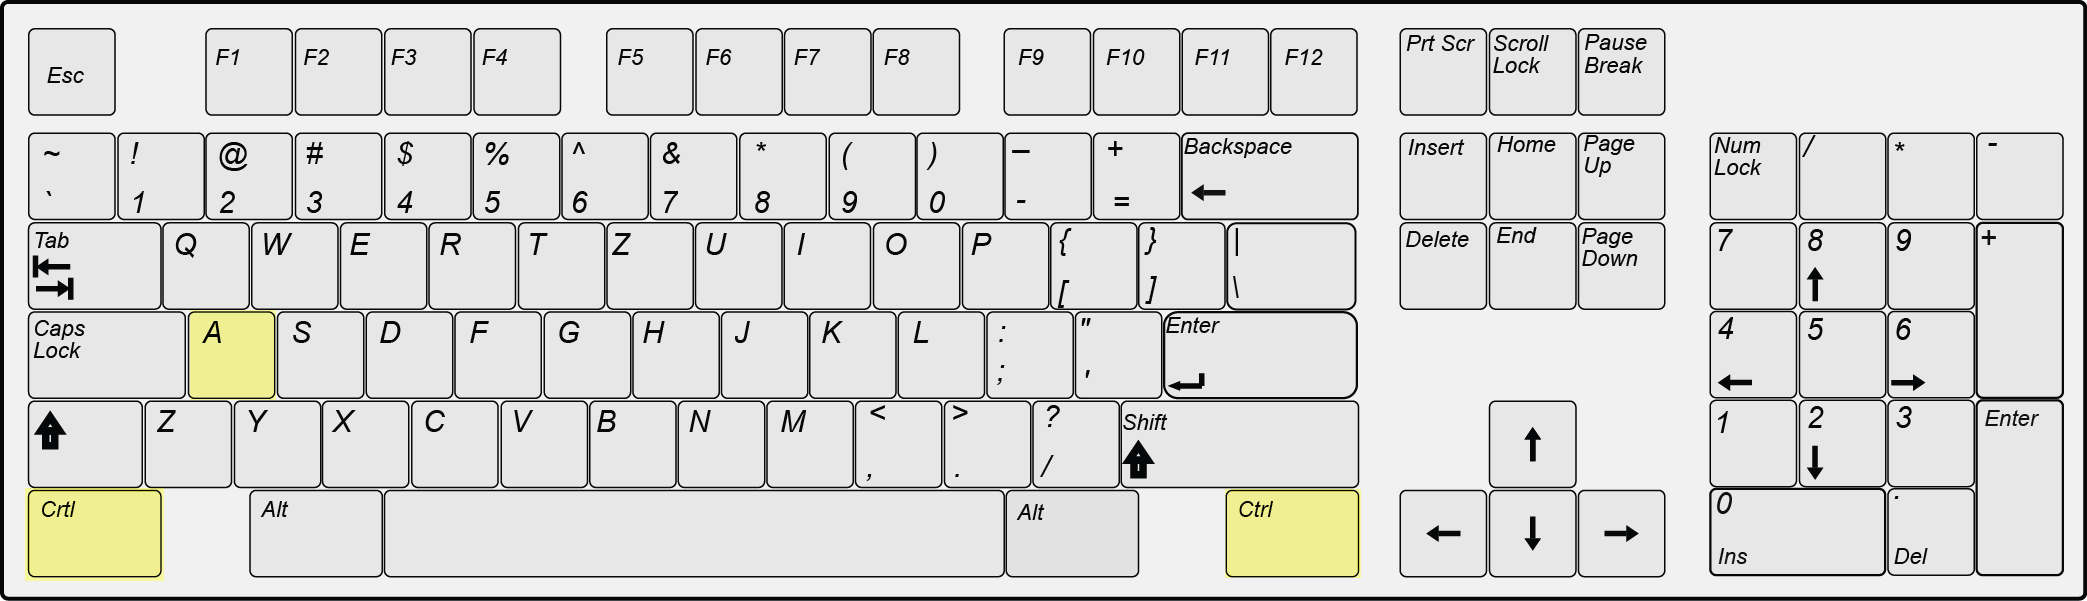 Esc F1 F2 F3 F4 F5 F6 F7 F8 F9 F10 F11 F12 Prt Scr Scroll Pause
Lock Break
~ ! @ # $ % ^ & * ( ) – + Backspace Insert Home Page Num / * -
Up Lock
` 1 2 3 4 5 6 7 8 9 0 - = ←
Tab Q W E R T Z U I O P { } | Delete End Page 7 8 9 +
Down
[ ] \ ↑
Caps A S D F G H J K L : " Enter 4 5 6
Lock
; ' ← →
Z Y X C V B N M < > ? Shift ↑ 1 2 3 Enter
, . / ↓
Crtl Alt Alt Ctrl ← ↓ → 0 .
Ins Del